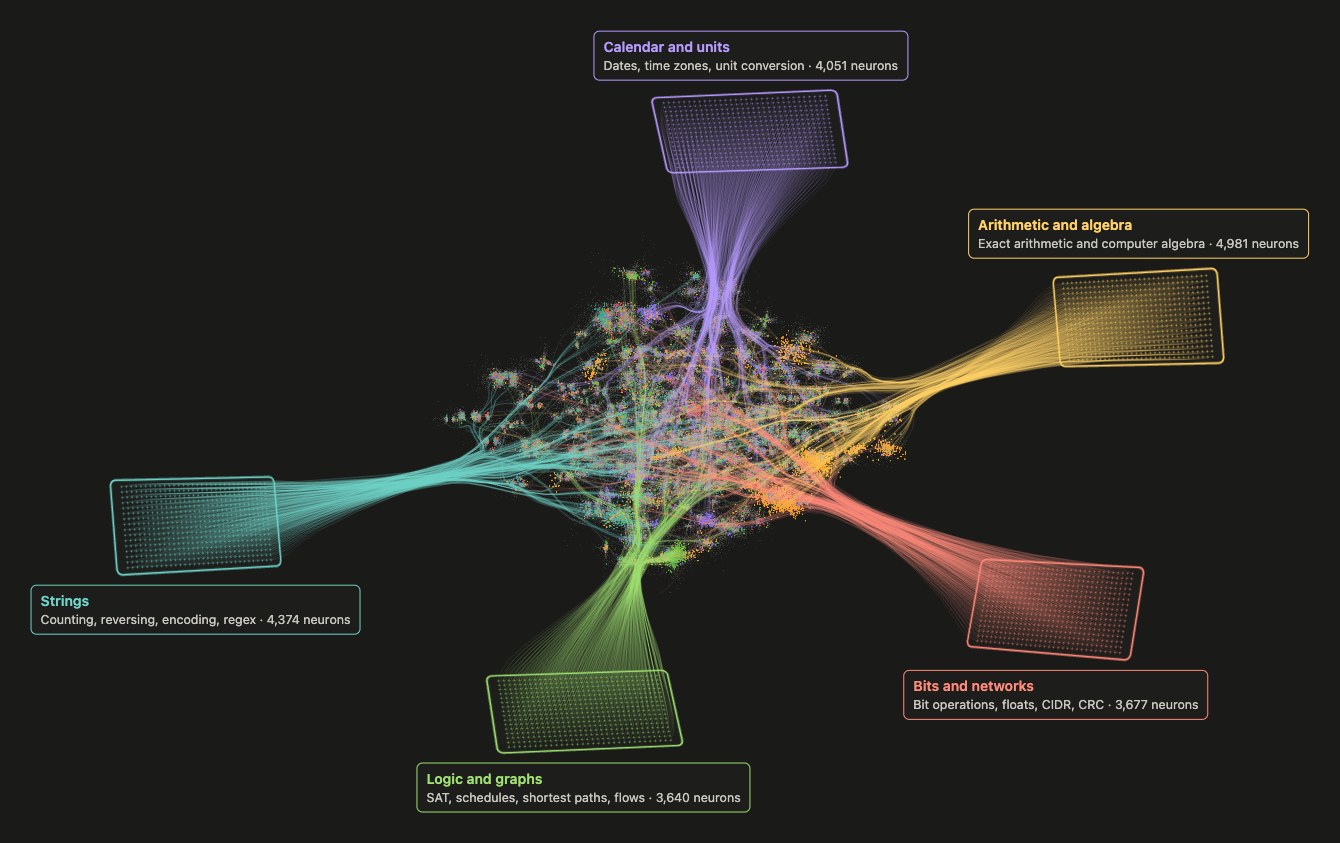 Calendar and units
Dates, time zones, unit conversion · 4,051 neurons
Arithmetic and algebra
Exact arithmetic and computer algebra · 4,981 neurons
Strings
Counting, reversing, encoding, regex · 4,374 neurons
Bits and networks
Bit operations, floats, CIDR, CRC · 3,677 neurons
Logic and graphs
SAT, schedules, shortest paths, flows · 3,640 neurons